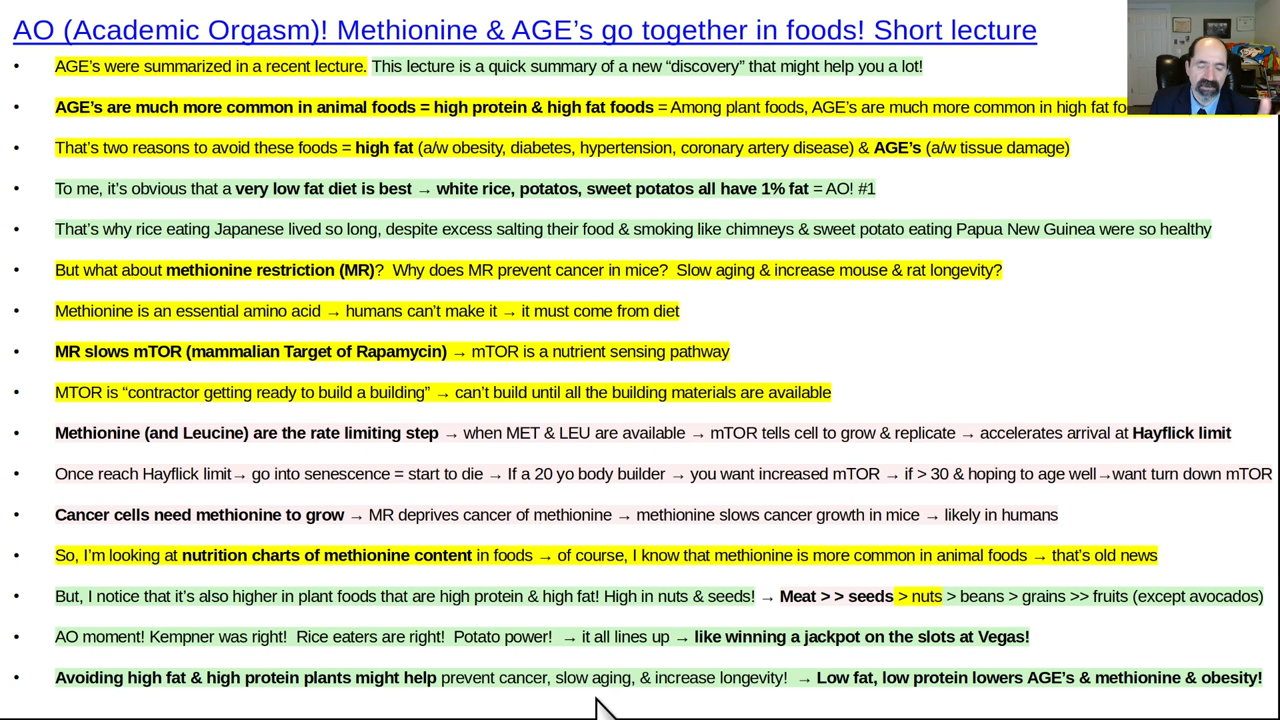 AO (Academic Orgasm)! Methionine & AGE’s go together in foods! Short lecture
• AGE’s were summarized in a recent lecture. This lecture is a quick summary of a new “discovery” that might help you a lot!
• AGE’s are much more common in animal foods = high protein & high fat foods = Among plant foods, AGE’s are much more common in high fat fo
• That’s two reasons to avoid these foods = high fat (a/w obesity, diabetes, hypertension, coronary artery disease) & AGE’s (a/w tissue damage)
• To me, it’s obvious that a very low fat diet is best → white rice, potatos, sweet potatos all have 1% fat = AO! #1
• That’s why rice eating Japanese lived so long, despite excess salting their food & smoking like chimneys & sweet potato eating Papua New Guinea were so healthy
• But what about methionine restriction (MR)? Why does MR prevent cancer in mice? Slow aging & increase mouse & rat longevity?
• Methionine is an essential amino acid → humans can’t make it → it must come from diet
• MR slows mTOR (mammalian Target of Rapamycin) → mTOR is a nutrient sensing pathway
• MTOR is “contractor getting ready to build a building” → can’t build until all the building materials are available
• Methionine (and Leucine) are the rate limiting step → when MET & LEU are available → mTOR tells cell to grow & replicate → accelerates arrival at Hayflick limit
• Once reach Hayflick limit→ go into senescence = start to die → If a 20 yo body builder → you want increased mTOR → if > 30 & hoping to age well→want turn down mTOR
• Cancer cells need methionine to grow → MR deprives cancer of methionine → methionine slows cancer growth in mice → likely in humans
• So, I’m looking at nutrition charts of methionine content in foods → of course, I know that methionine is more common in animal foods → that’s old news
• But, I notice that it’s also higher in plant foods that are high protein & high fat! High in nuts & seeds! → Meat > > seeds > nuts > beans > grains >> fruits (except avocados)
• AO moment! Kempner was right! Rice eaters are right! Potato power! → it all lines up → like winning a jackpot on the slots at Vegas!
• Avoiding high fat & high protein plants might help prevent cancer, slow aging, & increase longevity! → Low fat, low protein lowers AGE’s & methionine & obesity!